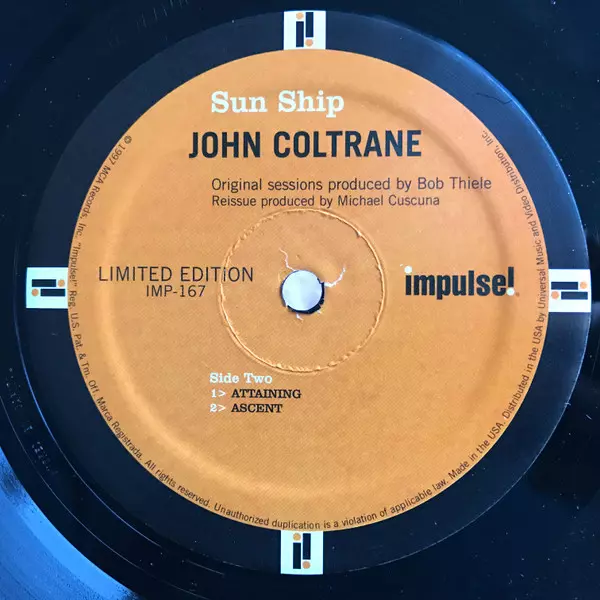 Sun Ship
JOHN COLTRANE
Original sessions produced by Bob Thiele
Reissue produced by Michael Cuscuna
LIMITED EDITION
IMP-167
impulse!
Side Two
1> ATTAINING
2> ASCENT
© 1997 MCA Records, Inc. "Impulse!" Reg. U.S. Pat. & Tm. Off. Marca Registrada. All rights reserved. Unauthorized duplication is a violation of applicable law. Made in the USA. Distributed in the USA by Universal Music and Video Distribution, Inc.